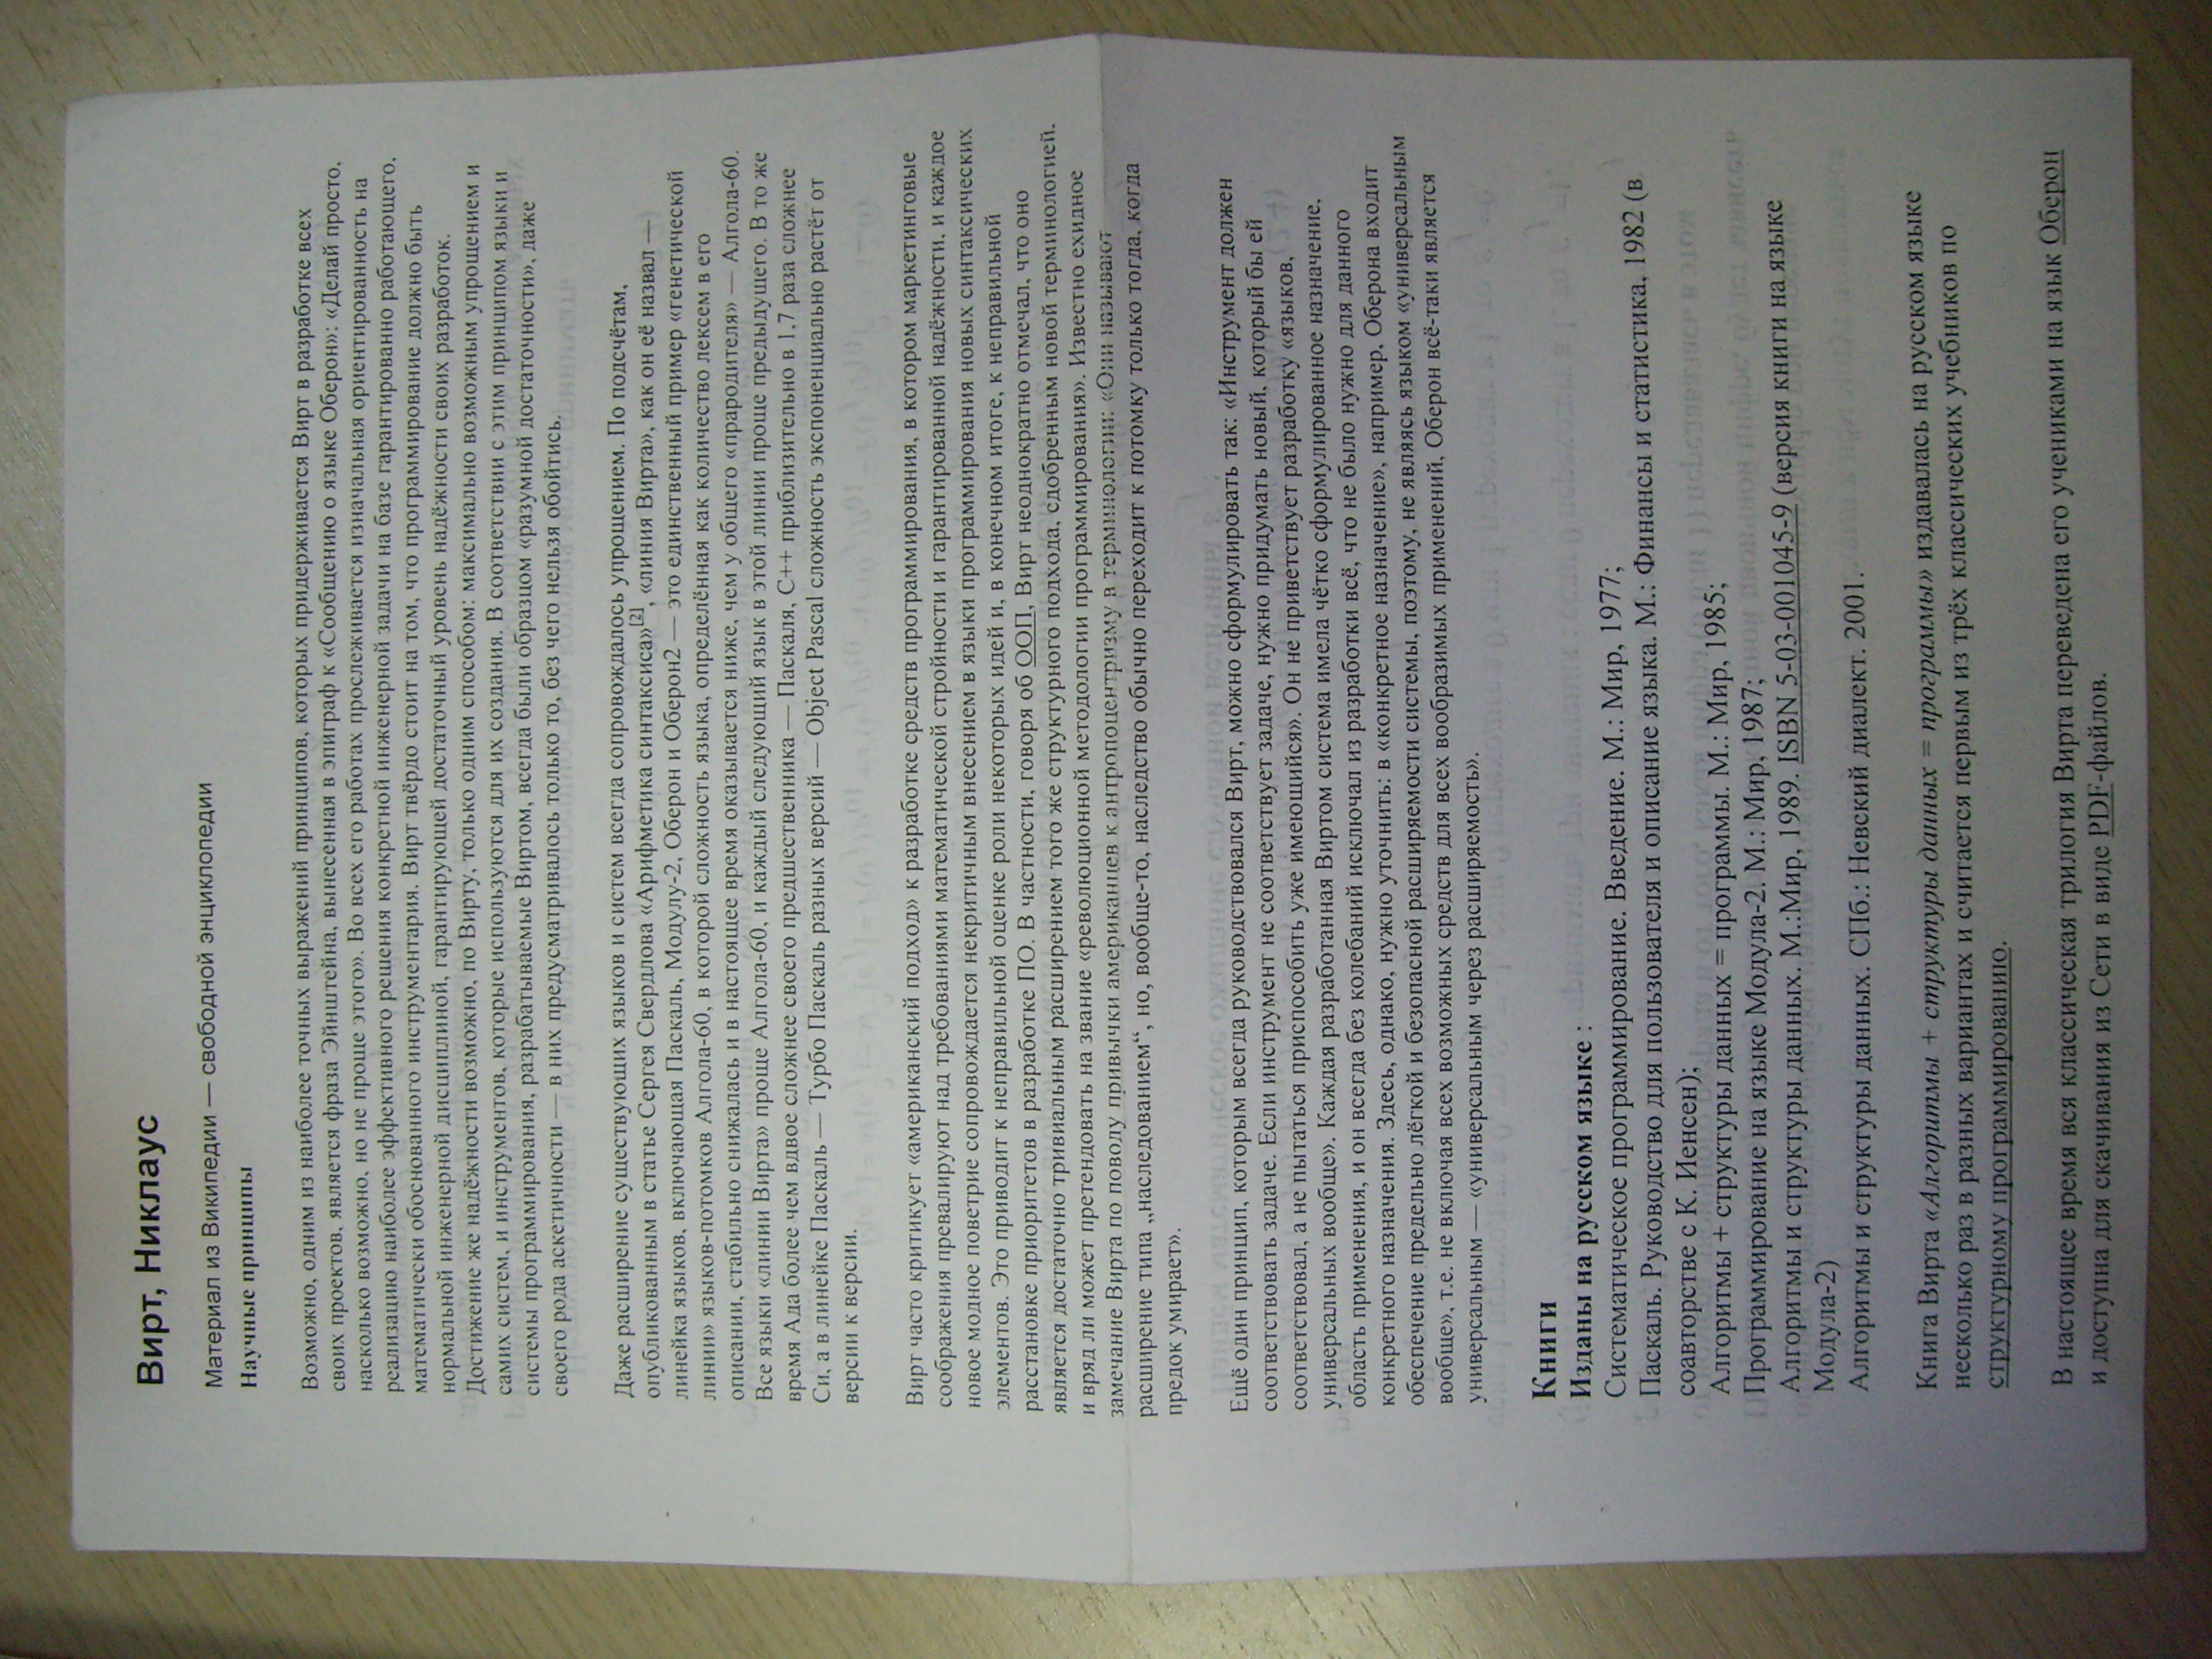 Вирт, Никлаус
Материал из Википедии — свободной энциклопедии
Научные принципы
Возможно, одним из наиболее точных выражений принципов, которых придерживается Вирт в разработке всех
своих проектов, является фраза Эйнштейна, вынесенная в эпиграф к «Сообщению о языке Оберон»: «Делай просто,
насколько возможно, но не проще этого». Во всех его работах прослеживается изначальная ориентированность на
реализацию наиболее эффективного решения конкретной инженерной задачи на базе гарантированно работающего,
математически обоснованного инструментария. Вирт твёрдо стоит на том, что программирование должно быть
нормальной инженерной дисциплиной, гарантирующей достаточный уровень надёжности своих разработок.
Достижение же надёжности возможно, по Вирту, только одним способом: максимально возможным упрощением и
самих систем, и инструментов, которые используются для их создания. В соответствии с этим принципом языки и
системы программирования, разрабатываемые Виртом, всегда были образцом «разумной достаточности», даже
своего рода аскетичности — в них предусматривалось только то, без чего нельзя обойтись.
Даже расширение существующих языков и систем всегда сопровождалось упрощением. По подсчётам,
опубликованным в статье Сергея Свердлова «Арифметика синтаксиса»[2], «линия Вирта», как он её назвал —
линейка языков, включающая Паскаль, Модулу-2, Оберон и Оберон2 — это единственный пример «генетической
линии» языков-потомков Алгола-60, в которой сложность языка, определённая как количество лексем в его
описании, стабильно снижалась и в настоящее время оказывается ниже, чем у общего «прародителя» — Алгола-60.
Все языки «линии Вирта» проще Алгола-60, и каждый следующий язык в этой линии проще предыдущего. В то же
время Ада более чем вдвое сложнее своего предшественника — Паскаля, С++ приблизительно в 1,7 раза сложнее
Си, а в линейке Паскаль — Турбо Паскаль разных версий — Object Pascal сложность экспоненциально растёт от
версии к версии.
Вирт часто критикует «американский подход» к разработке средств программирования, в котором маркетинговые
соображения превалируют над требованиями математической стройности и гарантированной надёжности, и каждое
новое модное поветрие сопровождается некритичным внесением в языки программирования новых синтаксических
элементов. Это приводит к неправильной оценке роли некоторых идей и, в конечном итоге, к неправильной
расстановке приоритетов в разработке ПО. В частности, говоря об ООП, Вирт неоднократно отмечал, что оно
является достаточно тривиальным расширением того же структурного подхода, сдобренным новой терминологией,
и вряд ли может претендовать на звание «революционной методологии программирования». Известно ехидное
замечание Вирта по поводу привычки американцев к антропоцентризму в терминологии: «Они называют
расширение типа „наследованием“, но, вообще-то, наследство обычно переходит к потомку только тогда, когда
предок умирает».
Ещё один принцип, которым всегда руководствовался Вирт, можно сформулировать так: «Инструмент должен
соответствовать задаче. Если инструмент не соответствует задаче, нужно придумать новый, который бы ей
соответствовал, а не пытаться приспособить уже имеющийся». Он не приветствует разработку «языков,
универсальных вообще». Каждая разработанная Виртом система имела чётко сформулированное назначение,
область применения, и он всегда без колебаний исключал из разработки всё, что не было нужно для данного
конкретного назначения. Здесь, однако, нужно уточнить: в «конкретное назначение», например, Оберона входит
обеспечение предельно лёгкой и безопасной расширяемости системы, поэтому, не являясь языком «универсальным
вообще», т.е. не включая всех возможных средств для всех вообразимых применений, Оберон всё-таки является
универсальным — «универсальным через расширяемость».
Книги
Изданы на русском языке :
Систематическое программирование. Введение. М.: Мир, 1977;
Паскаль. Руководство для пользователя и описание языка. М.: Финансы и статистика, 1982 (в
соавторстве с К. Йенсен);
Алгоритмы + структуры данных = программы. М.: Мир, 1985;
Программирование на языке Модула-2. М.: Мир, 1987;
Алгоритмы и структуры данных. М.:Мир, 1989. ISBN 5-03-001045-9 (версия книги на языке
Модула-2)
Алгоритмы и структуры данных. СПб.: Невский диалект. 2001.
Книга Вирта «Алгоритмы + структуры данных = программы» издавалась на русском языке
несколько раз в разных вариантах и считается первым из трёх классических учебников по
структурному программированию.
В настоящее время вся классическая трилогия Вирта переведена его учениками на язык Оберон
и доступна для скачивания из Сети в виде PDF-файлов.